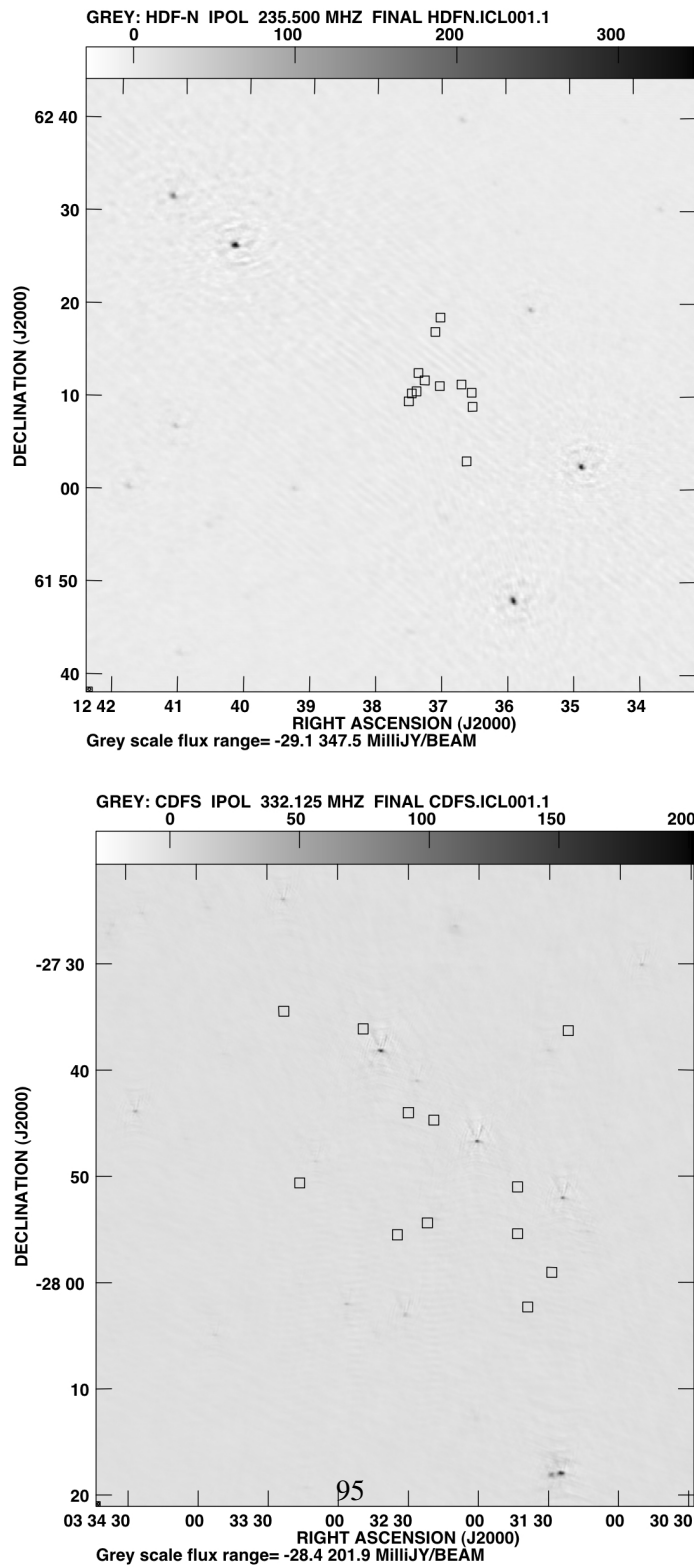 GREY: HDF-N IPOL 235.500 MHZ FINAL HDFN.ICL001.1
0 100 200 300
62 40
30
20
10
00
61 50
40
DECLINATION (J2000)
12 42 41 40 39 38 37 36 35 34
RIGHT ASCENSION (J2000)
Grey scale flux range= -29.1 347.5 MilliJY/BEAM
GREY: CDFS IPOL 332.125 MHZ FINAL CDFS.ICL001.1
0 50 100 150 200
-27 30
40
50
-28 00
10
20
DECLINATION (J2000)
95
03 34 30 00 33 30 00 32 30 00 31 30 00 30 30
RIGHT ASCENSION (J2000)
Grey scale flux range= -28.4 201.9 MilliJY/BEAM